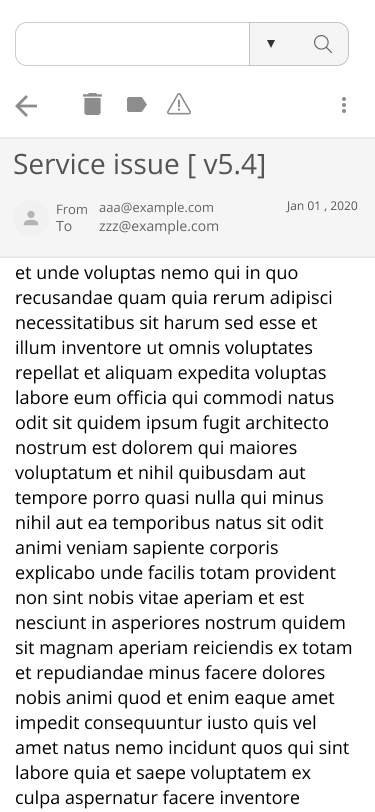 Service issue [ v5.4]
From aaa@example.com Jan 01 , 2020
To zzz@example.com
et unde voluptas nemo qui in quo
recusandae quam quia rerum adipisci
necessitatibus sit harum sed esse et
illum inventore ut omnis voluptates
repellat et aliquam expedita voluptas
labore eum officia qui commodi natus
odit sit quidem ipsum fugit architecto
nostrum est dolorem qui maiores
voluptatum et nihil quibusdam aut
tempore porro quasi nulla qui minus
nihil aut ea temporibus natus sit odit
animi veniam sapiente corporis
explicabo unde facilis totam provident
non sint nobis vitae aperiam et est
nesciunt in asperiores nostrum quidem
sit magnam aperiam reiciendis ex totam
et repudiandae minus facere dolores
nobis animi quod et enim eaque amet
impedit consequuntur iusto quis vel
amet natus nemo incidunt quos qui sint
labore quia et saepe voluptatem ex
culpa aspernatur facere inventore